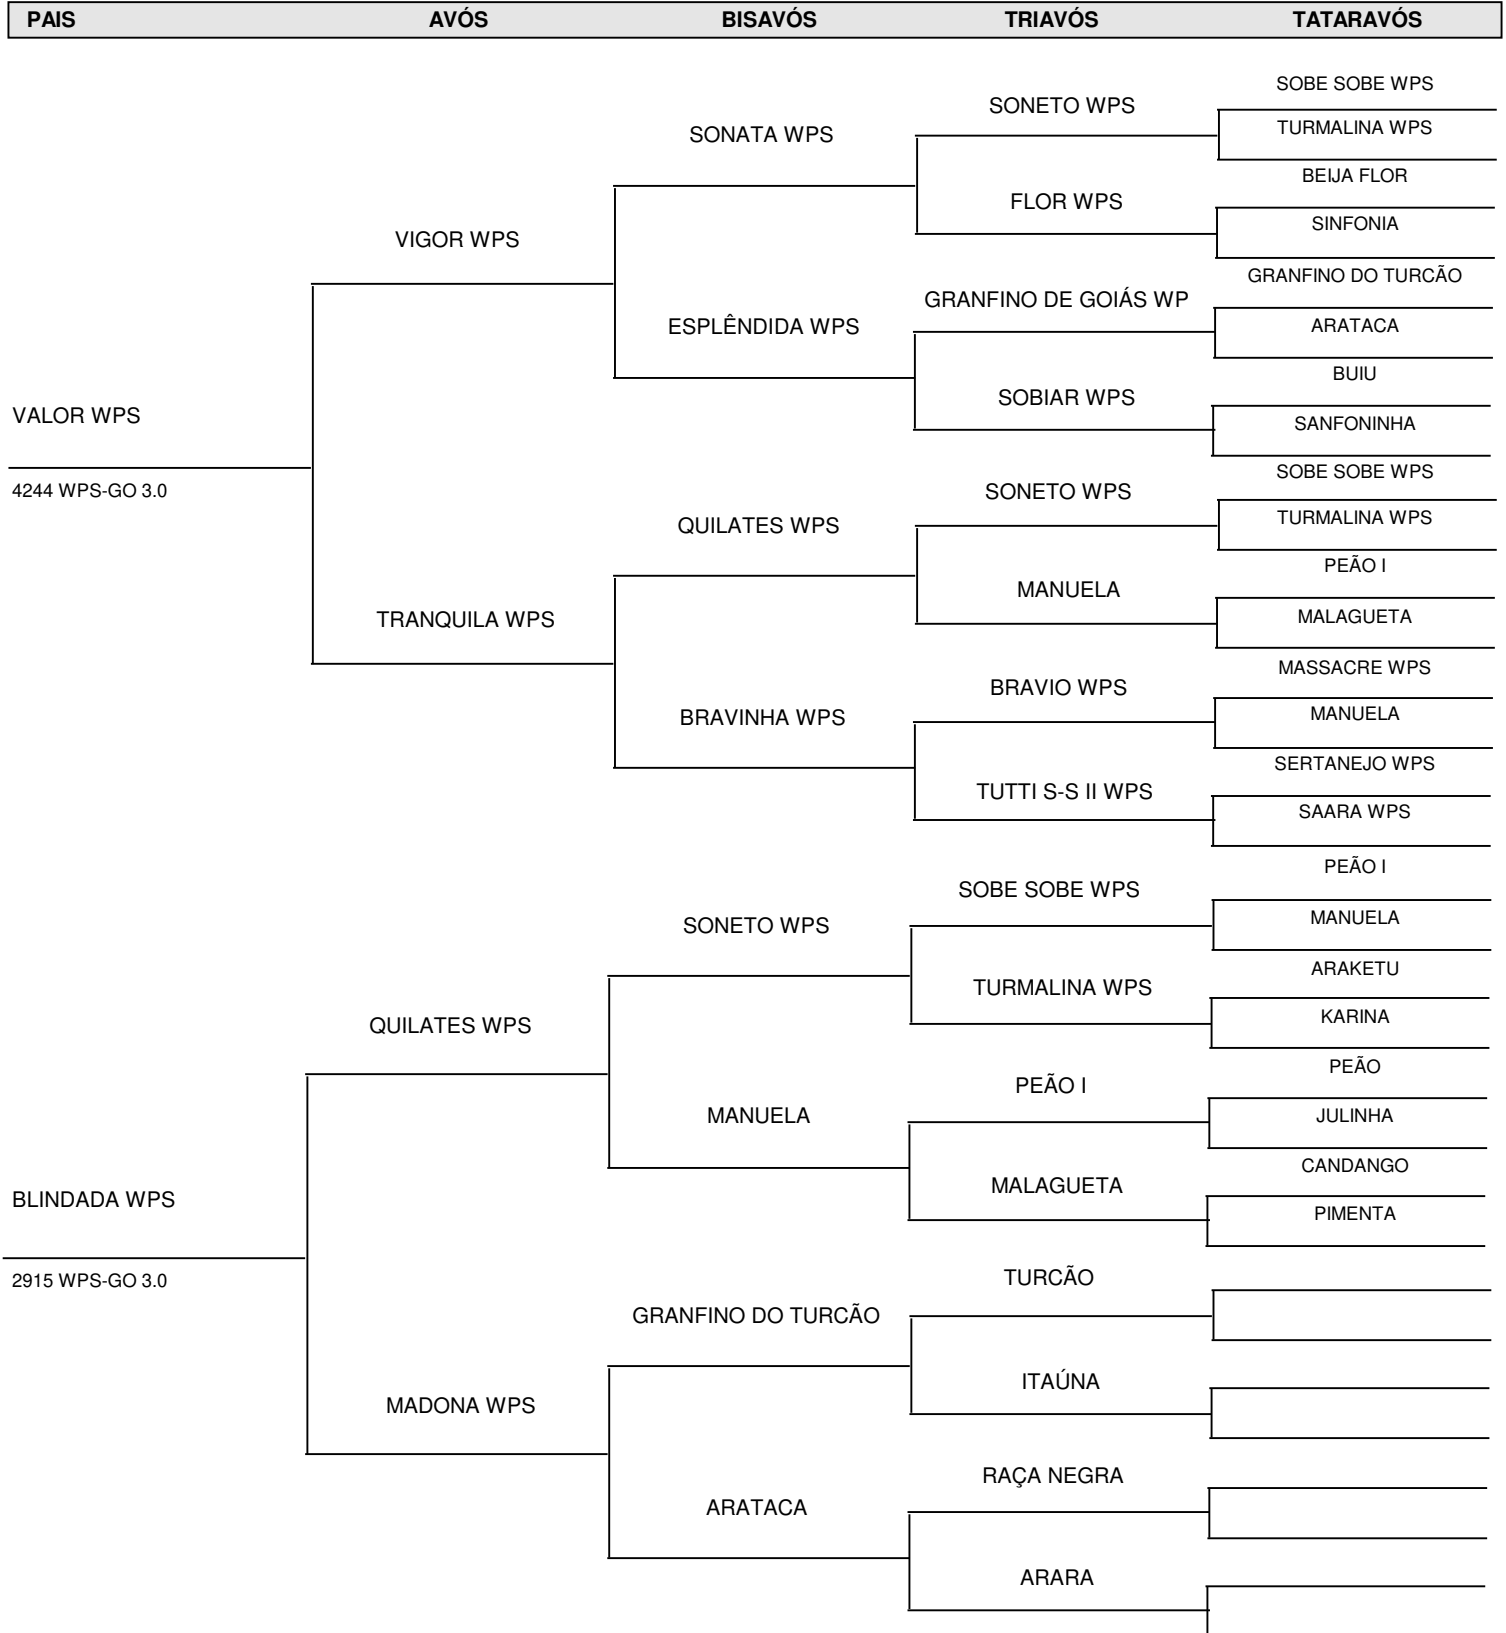 PAIS AVÓS BISAVÓS TRIAVÓS TATARAVÓS
SOBE SOBE WPS
SONETO WPS
TURMALINA WPS
SONATA WPS
BEIJA FLOR
FLOR WPS
SINFONIA
VIGOR WPS
GRANFINO DO TURCÃO
GRANFINO DE GOIÁS WP
ESPLÊNDIDA WPS
ARATACA
BUIU
SOBIAR WPS
VALOR WPS
SANFONINHA
SOBE SOBE WPS
4244 WPS-GO 3.0
SONETO WPS
TURMALINA WPS
QUILATES WPS
PEÃO I
MANUELA
MALAGUETA
TRANQUILA WPS
MASSACRE WPS
BRAVIO WPS
MANUELA
BRAVINHA WPS
SERTANEJO WPS
TUTTI S-S II WPS
SAARA WPS
PEÃO I
SOBE SOBE WPS
MANUELA
SONETO WPS
ARAKETU
TURMALINA WPS
KARINA
QUILATES WPS
PEÃO
PEÃO I
JULINHA
MANUELA
CANDANGO
MALAGUETA
BLINDADA WPS
PIMENTA
2915 WPS-GO 3.0
TURCÃO
GRANFINO DO TURCÃO
ITAÚNA
MADONA WPS
RAÇA NEGRA
ARATACA
ARARA